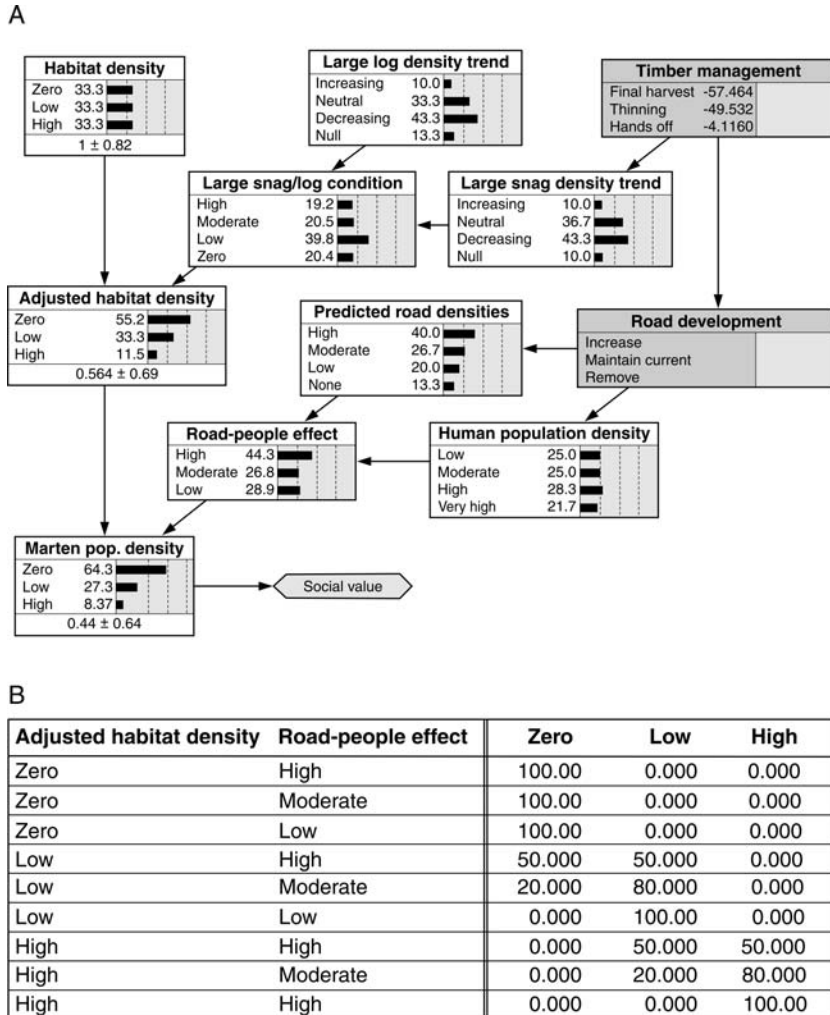 A
Habitat density
Zero 33.3
Low 33.3
High 33.3
1 ± 0.82
Large log density trend
Increasing 10.0
Neutral 33.3
Decreasing 43.3
Null 13.3
Timber management
Final harvest -57.464
Thinning -49.532
Hands off -4.1160
Large snag/log condition
High 19.2
Moderate 20.5
Low 39.8
Zero 20.4
Large snag density trend
Increasing 10.0
Neutral 36.7
Decreasing 43.3
Null 10.0
Adjusted habitat density
Zero 55.2
Low 33.3
High 11.5
0.564 ± 0.69
Predicted road densities
High 40.0
Moderate 26.7
Low 20.0
None 13.3
Road development
Increase
Maintain current
Remove
Road-people effect
High 44.3
Moderate 26.8
Low 28.9
Human population density
Low 25.0
Moderate 25.0
High 28.3
Very high 21.7
Marten pop. density
Zero 64.3
Low 27.3
High 8.37
0.44 ± 0.64
Social value
B
Adjusted habitat density Road-people effect Zero Low High
Zero High 100.00 0.000 0.000
Zero Moderate 100.00 0.000 0.000
Zero Low 100.00 0.000 0.000
Low High 50.000 50.000 0.000
Low Moderate 20.000 80.000 0.000
Low Low 0.000 100.00 0.000
High High 0.000 50.000 50.000
High Moderate 0.000 20.000 80.000
High High 0.000 0.000 100.00